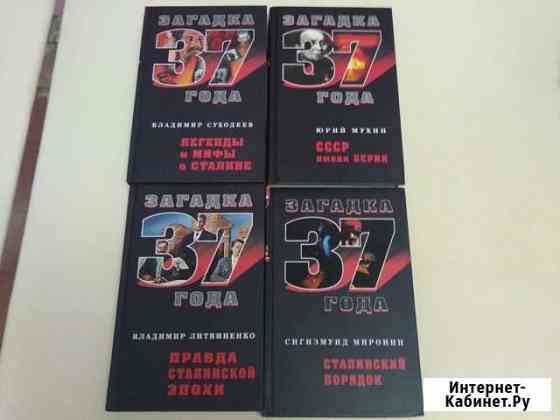 ЗАГАДКА
37
ГОДА
ВЛАДИМИР СУХОДЕЕВ
ЛЕГЕНДЫ
И МИФЫ
О СТАЛИНЕ
ЗАГАДКА
37
ГОДА
ЮРИЙ МУХИН
СССР
ИМЕНИ БЕРИЯ
ЗАГАДКА
37
ГОДА
ВЛАДИМИР ЛИТВИНЕНКО
ПРАВДА
СТАЛИНСКОЙ
ЭПОХИ
ЗАГАДКА
37
ГОДА
СИГИЗМУНД МИРОНИН
СТАЛИНСКИЙ
ПОРЯДОК
Интернет-
Кабинет.Ру